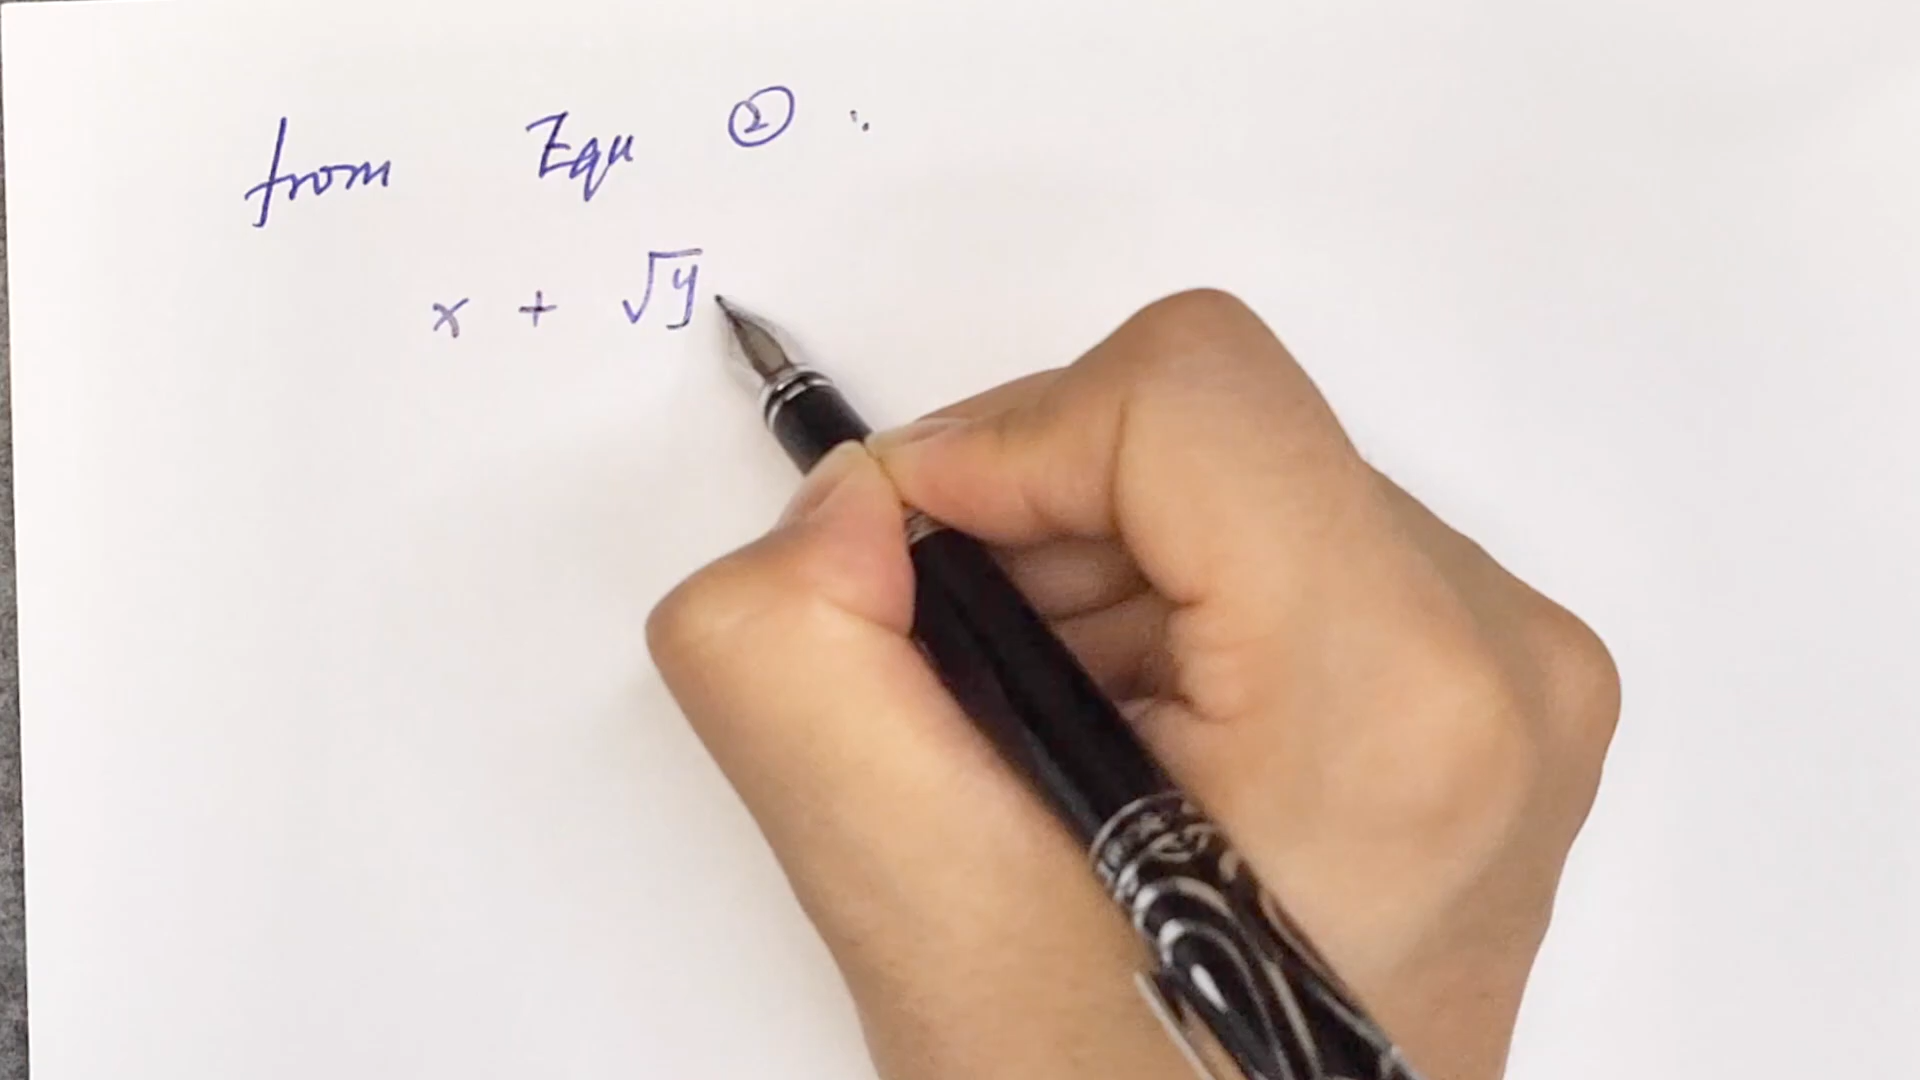 from Equ ② :
x + √y